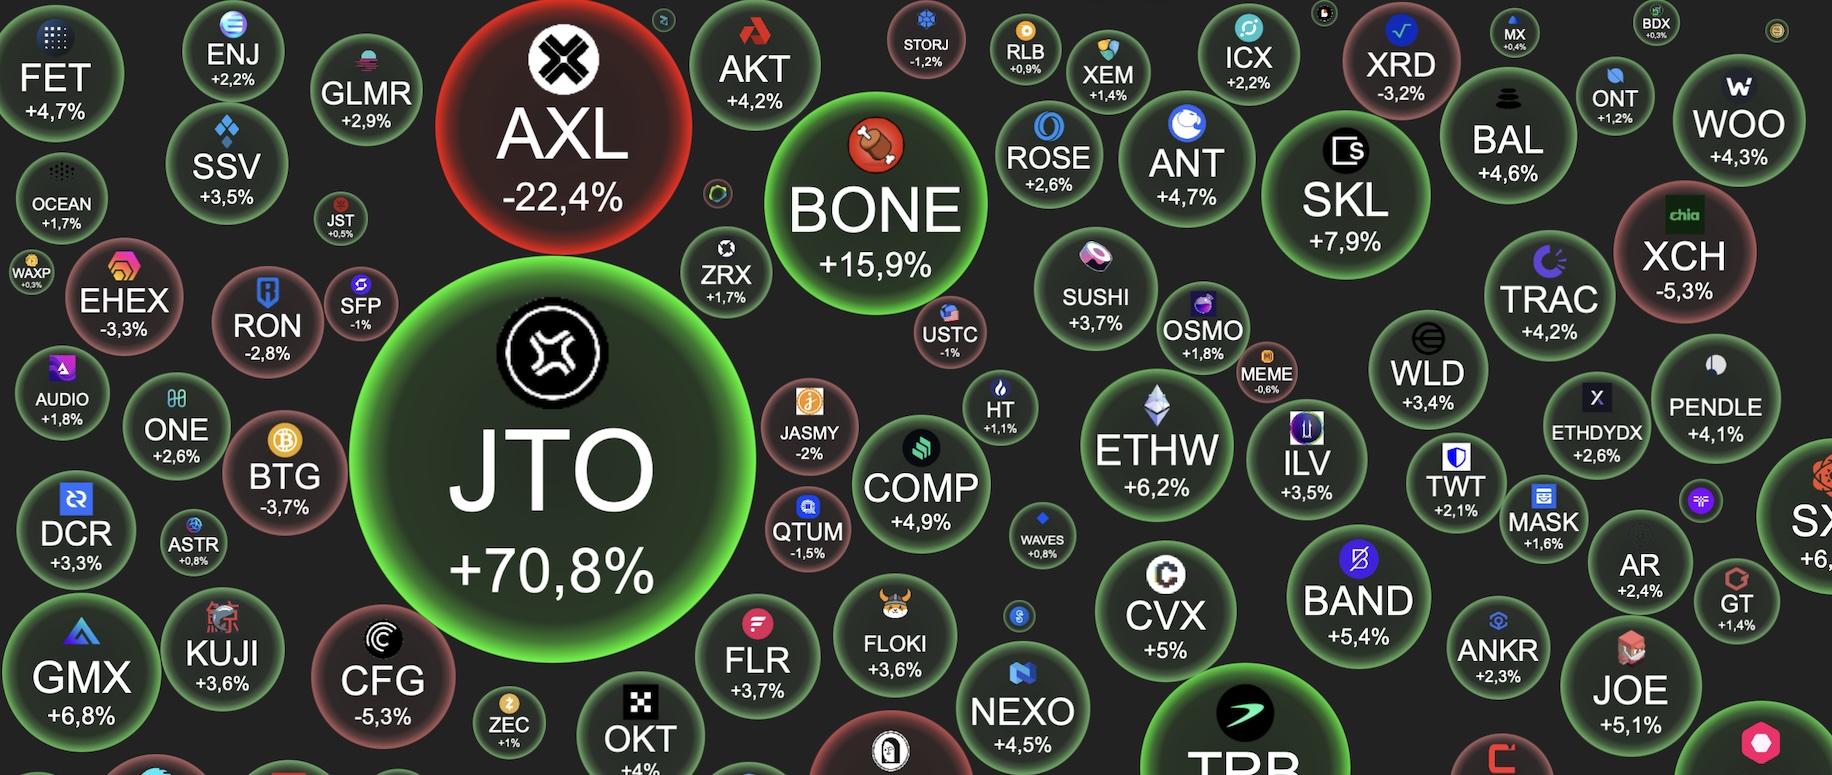 FET
+4,7%
ENJ
+2,2%
GLMR
+2,9%
AXL
-22,4%
AKT
+4,2%
STORJ
-1,2%
RLB
+0,9%
XEM
+1,4%
ICX
+2,2%
XRD
-3,2%
MX
+0,4%
BDX
+0,3%
ONT
+1,2%
WOO
+4,3%
SSV
+3,5%
OCEAN
+1,7%
JST
+0,5%
BONE
+15,9%
ROSE
+2,6%
ANT
+4,7%
SKL
+7,9%
BAL
+4,6%
chia
XCH
-5,3%
WAXP
+0,3%
EHEX
-3,3%
RON
-2,8%
SFP
-1%
ZRX
+1,7%
USTC
-1%
SUSHI
+3,7%
OSMO
+1,8%
MEME
-0,6%
WLD
+3,4%
TRAC
+4,2%
AUDIO
+1,8%
ONE
+2,6%
BTG
-3,7%
JTO
+70,8%
JASMY
-2%
HT
+1,1%
COMP
+4,9%
ETHW
+6,2%
ILV
+3,5%
TWT
+2,1%
ETHDYDX
+2,6%
PENDLE
+4,1%
DCR
+3,3%
ASTR
+0,8%
QTUM
-1,5%
WAVES
+0,8%
MASK
+1,6%
AR
+2,4%
SX
+6,
GMX
+6,8%
KUJI
+3,6%
CFG
-5,3%
ZEC
+1%
OKT
+4%
FLR
+3,7%
FLOKI
+3,6%
NEXO
+4,5%
CVX
+5%
BAND
+5,4%
TRB
ANKR
+2,3%
JOE
+5,1%
GT
+1,4%